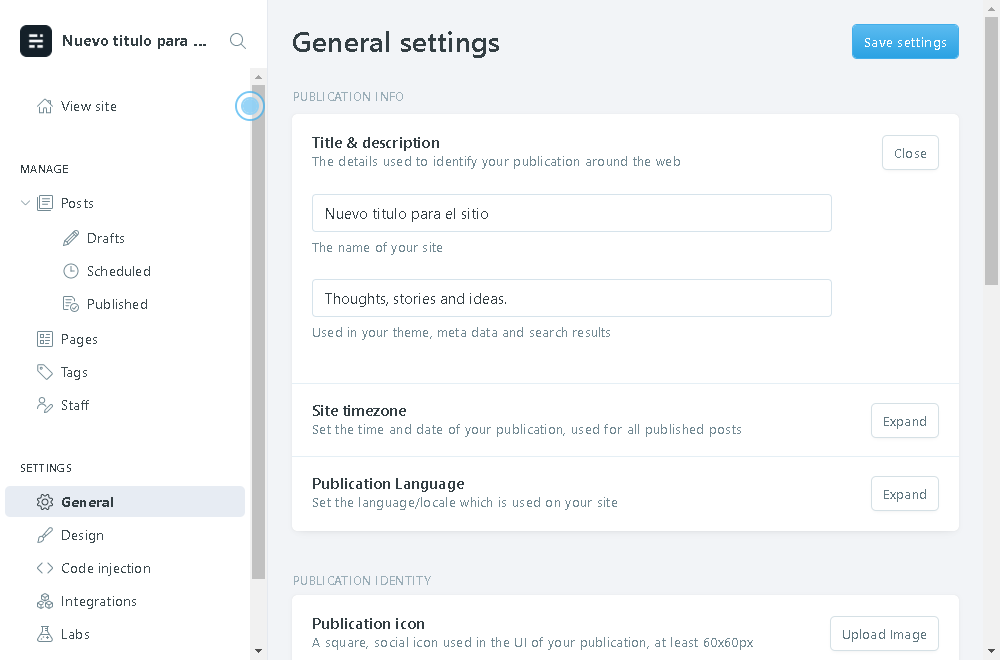 Nuevo titulo para ...
View site
MANAGE
Posts
Drafts
Scheduled
Published
Pages
Tags
Staff
SETTINGS
General
Design
Code injection
Integrations
Labs
General settings
Save settings
PUBLICATION INFO
Title & description
The details used to identify your publication around the web
Close
Nuevo titulo para el sitio
The name of your site
Thoughts, stories and ideas.
Used in your theme, meta data and search results
Site timezone
Set the time and date of your publication, used for all published posts
Expand
Publication Language
Set the language/locale which is used on your site
Expand
PUBLICATION IDENTITY
Publication icon
A square, social icon used in the UI of your publication, at least 60x60px
Upload Image